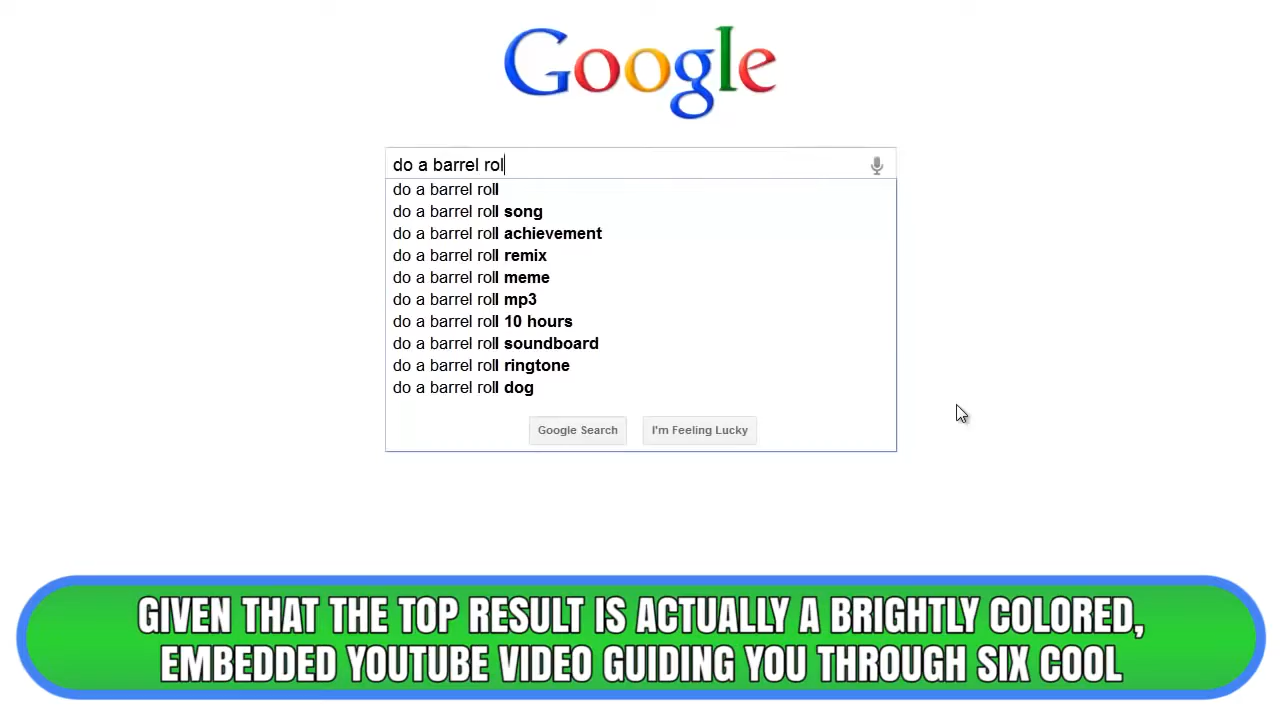 Google
do a barrel rol
do a barrel roll
do a barrel roll song
do a barrel roll achievement
do a barrel roll remix
do a barrel roll meme
do a barrel roll mp3
do a barrel roll 10 hours
do a barrel roll soundboard
do a barrel roll ringtone
do a barrel roll dog
Google Search I'm Feeling Lucky
GIVEN THAT THE TOP RESULT IS ACTUALLY A BRIGHTLY COLORED,
EMBEDDED YOUTUBE VIDEO GUIDING YOU THROUGH SIX COOL